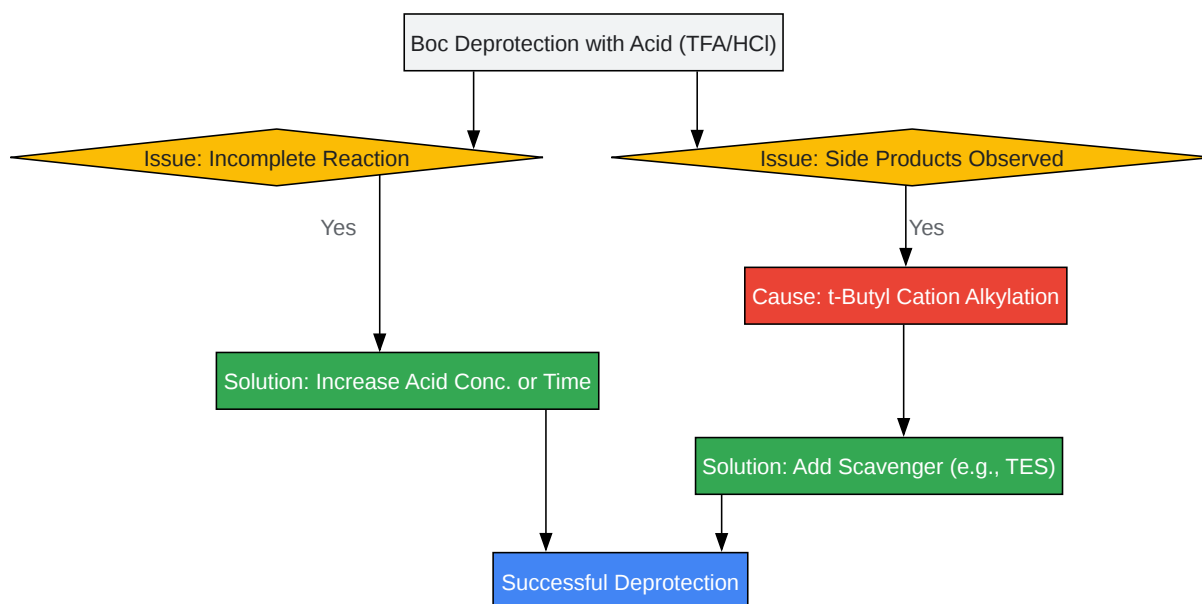 Boc Deprotection with Acid (TFA/HCl)
Issue: Incomplete Reaction
Issue: Side Products Observed
Yes
Yes
Cause: t-Butyl Cation Alkylation
Solution: Increase Acid Conc. or Time
Solution: Add Scavenger (e.g., TES)
Successful Deprotection